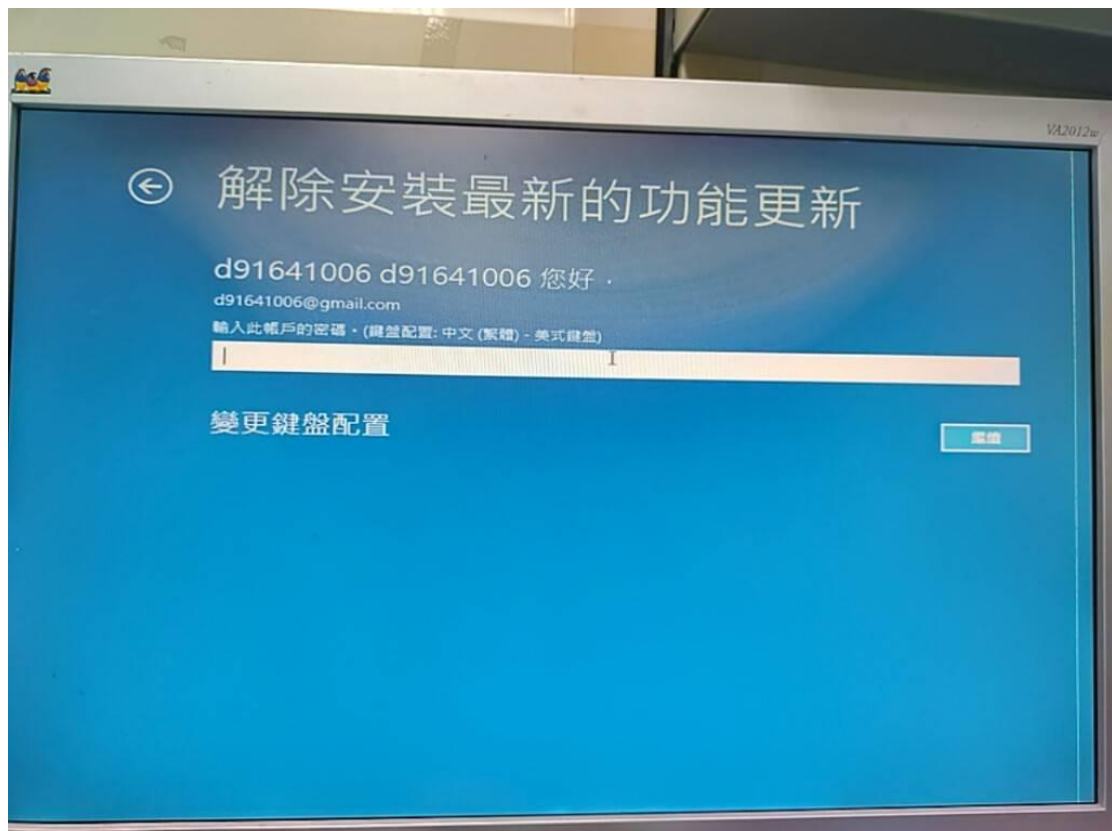 VA2012w
解除安裝最新的功能更新
d91641006 d91641006 您好．
d91641006@gmail.com
輸入此帳戶的密碼。(鍵盤配置: 中文 (繁體) - 美式鍵盤)
變更鍵盤配置
繼續